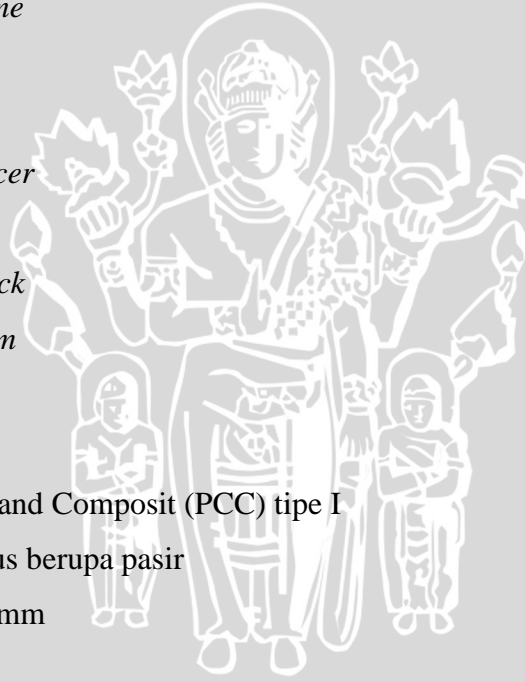 ne
cer
ck
n
and Composit (PCC) tipe I
us berupa pasir
mm